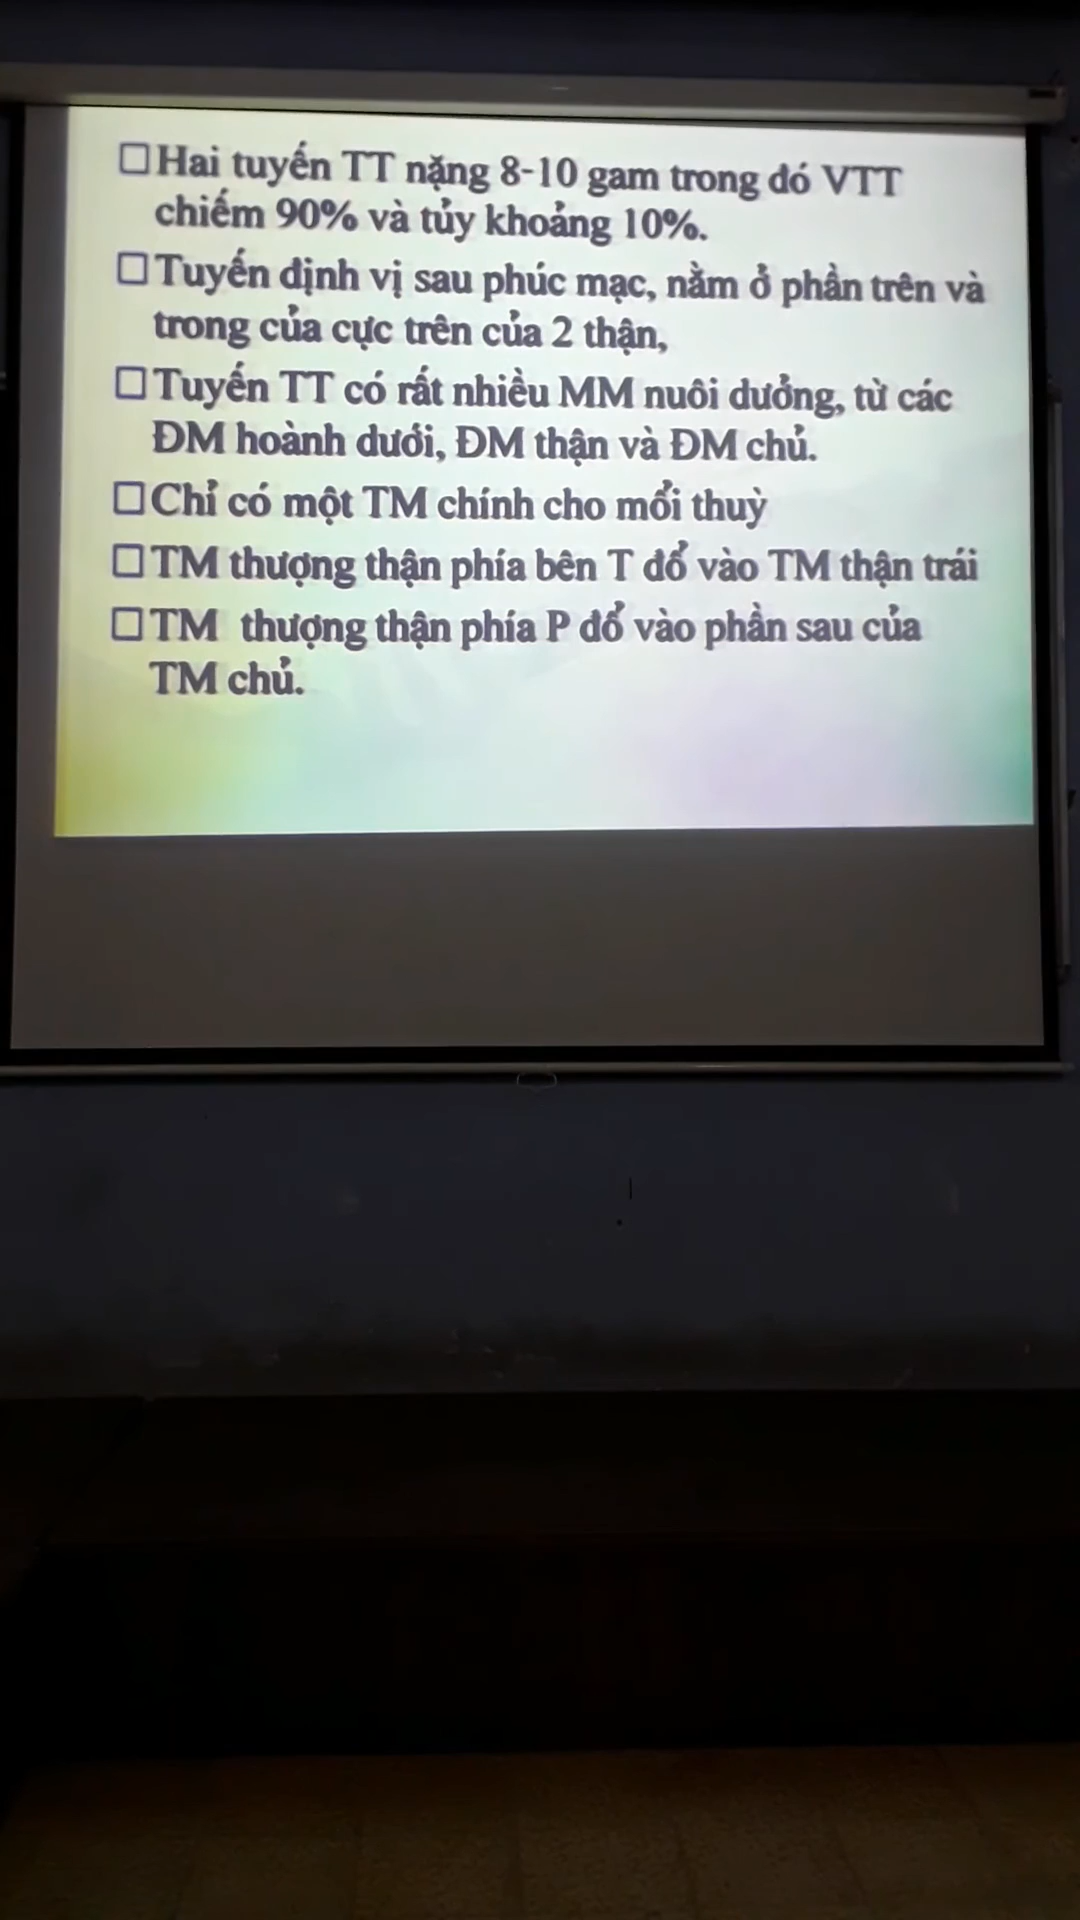 □Hai tuyến TT nặng 8-10 gam trong đó VTT
chiếm 90% và tủy khoảng 10%.
□Tuyến định vị sau phúc mạc, nằm ở phần trên và
trong của cực trên của 2 thận,
□Tuyến TT có rất nhiều MM nuôi dưởng, từ các
ĐM hoành dưới, ĐM thận và ĐM chủ.
□Chỉ có một TM chính cho mổi thuỳ
□TM thượng thận phía bên T đổ vào TM thận trái
□TM thượng thận phía P đổ vào phần sau của
TM chủ.